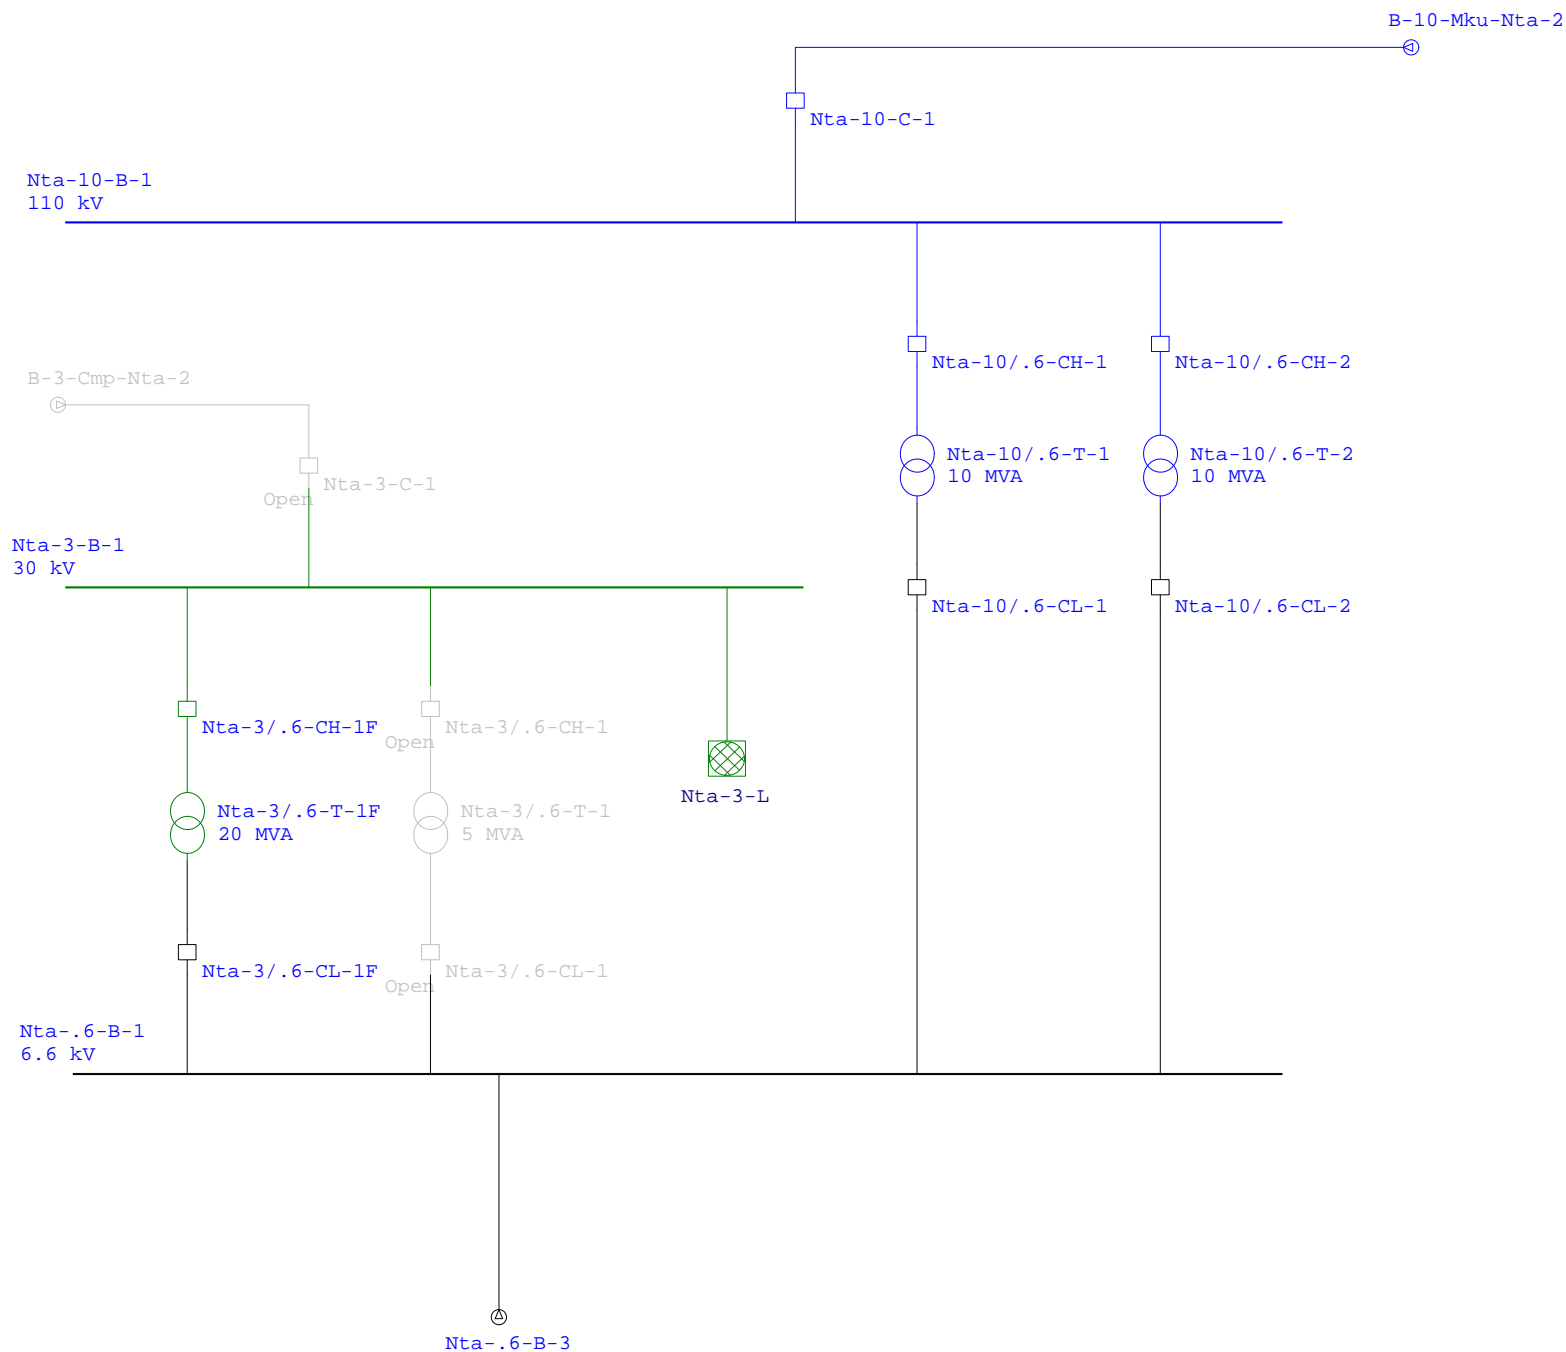 B-10-Mku-Nta-2
Nta-10-C-1
Nta-10-B-1
110 kV
Nta-10/.6-CH-1
Nta-10/.6-CH-2
B-3-Cmp-Nta-2
Nta-10/.6-T-1
10 MVA
Nta-10/.6-T-2
10 MVA
Nta-3-C-1
Open
Nta-3-B-1
30 kV
Nta-10/.6-CL-1
Nta-10/.6-CL-2
Nta-3/.6-CH-1F
Nta-3/.6-CH-1
Open
Nta-3-L
Nta-3/.6-T-1F
20 MVA
Nta-3/.6-T-1
5 MVA
Nta-3/.6-CL-1F
Nta-3/.6-CL-1
Open
Nta-.6-B-1
6.6 kV
Nta-.6-B-3